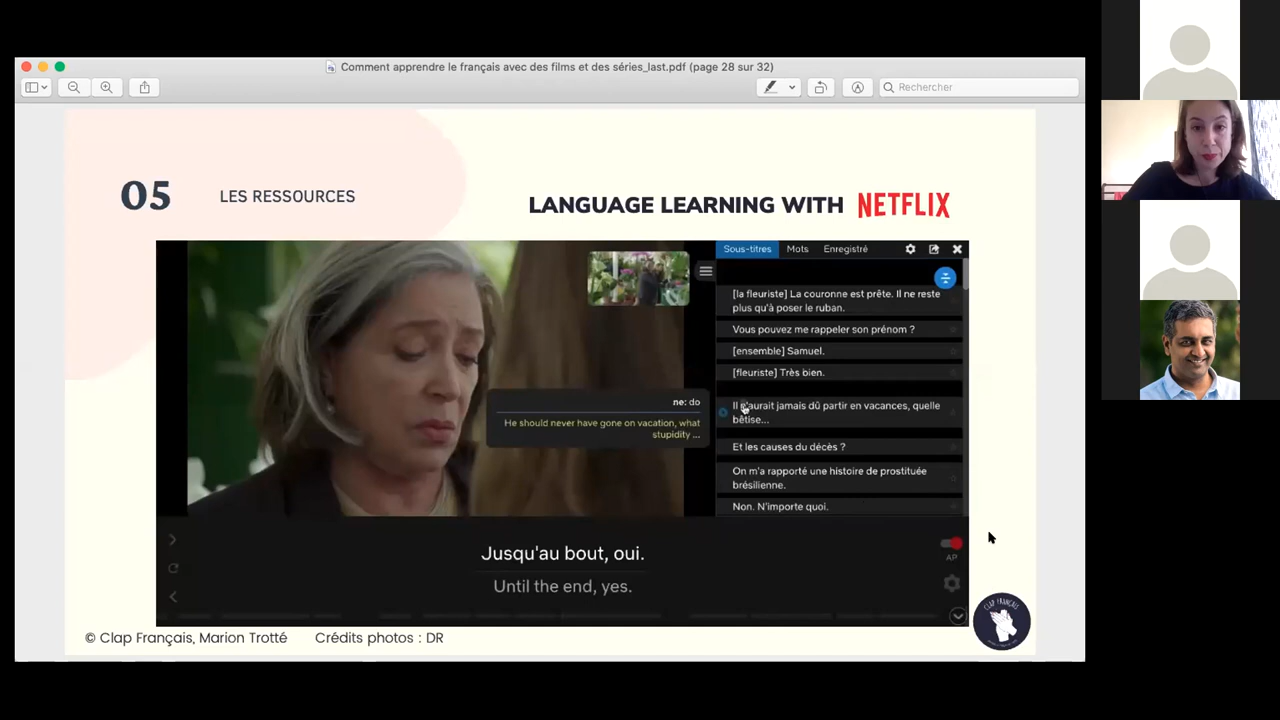 Comment apprendre le français avec des films et des séries_last.pdf (page 28 sur 32)
Rechercher
05
LES RESSOURCES
LANGUAGE LEARNING WITH NETFLIX
Sous-titres Mots Enregistré
[la fleuriste] La couronne est prête. Il ne reste
plus qu'à poser le ruban.
Vous pouvez me rappeler son prénom ?
[ensemble] Samuel.
[fleuriste] Très bien.
Il n'aurait jamais dû partir en vacances, quelle
bêtise...
Et les causes du décès ?
On m'a rapporté une histoire de prostituée
brésilienne.
Non. N'importe quoi.
ne: do
He should never have gone on vacation, what
stupidity ...
Jusqu'au bout, oui.
Until the end, yes.
AP
CLAP FRANÇAIS
© Clap Français, Marion Trotté Crédits photos : DR